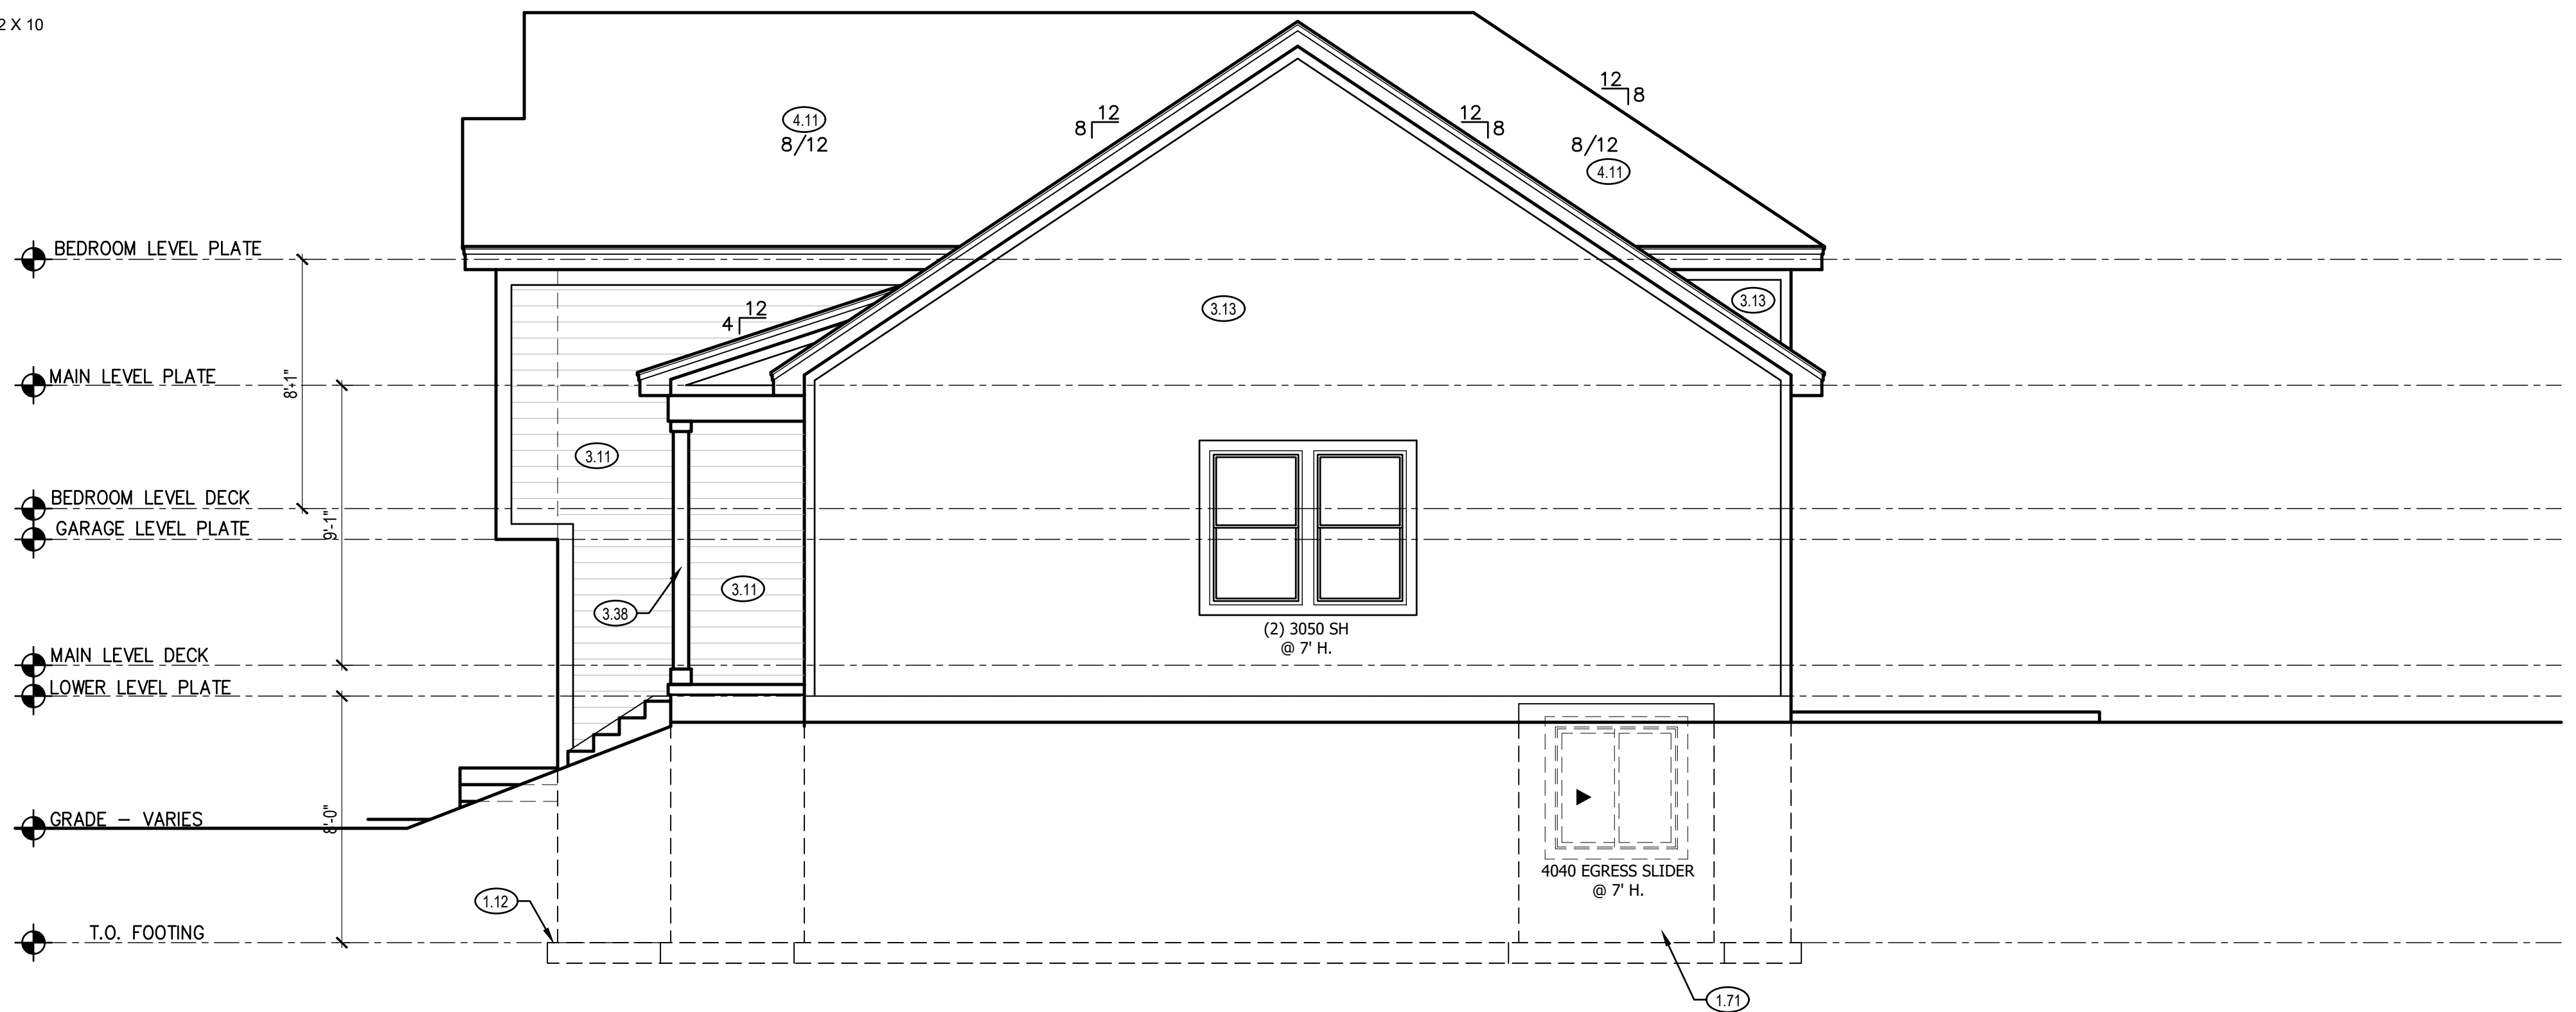 2 X 10
12
8
4.11
8/12
8
12
12
8
8/12
4.11
BEDROOM LEVEL PLATE
3.13
3.13
4
12
MAIN LEVEL PLATE
8'-1"
3.11
BEDROOM LEVEL DECK
GARAGE LEVEL PLATE
9'-1"
3.11
3.38
(2) 3050 SH
@ 7' H.
MAIN LEVEL DECK
LOWER LEVEL PLATE
GRADE - VARIES
8'-0"
4040 EGRESS SLIDER
@ 7' H.
1.12
T.O. FOOTING
1.71